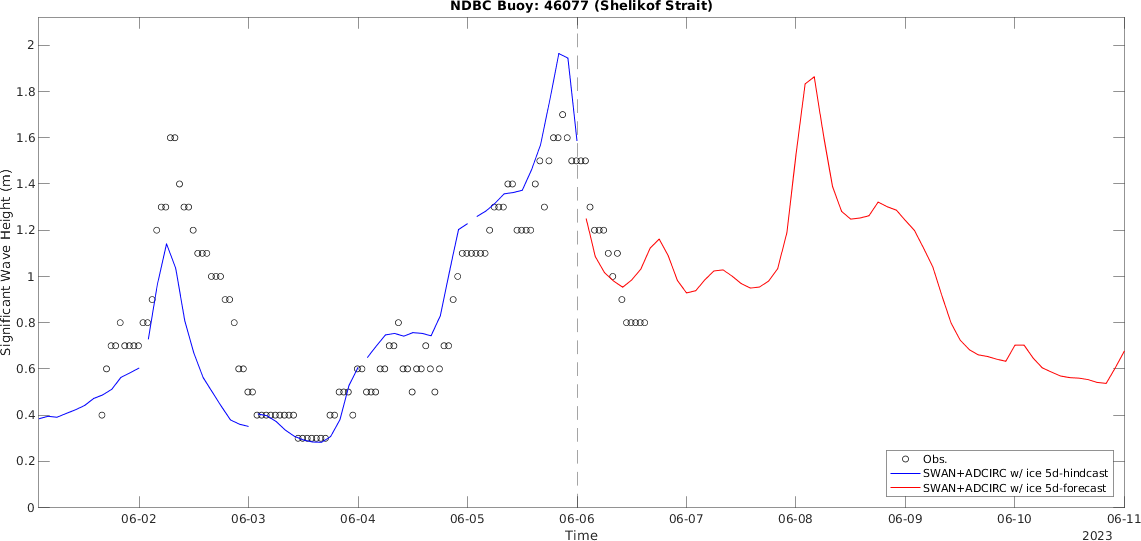 NDBC Buoy: 46077 (Shelikof Strait)
Significant Wave Height (m)
2
1.8
1.6
1.4
1.2
1
0.8
0.6
0.4
0.2
0
Obs.
SWAN+ADCIRC w/ ice 5d-hindcast
SWAN+ADCIRC w/ ice 5d-forecast
06-02 06-03 06-04 06-05 06-06 06-07 06-08 06-09 06-10 06-11
Time
2023